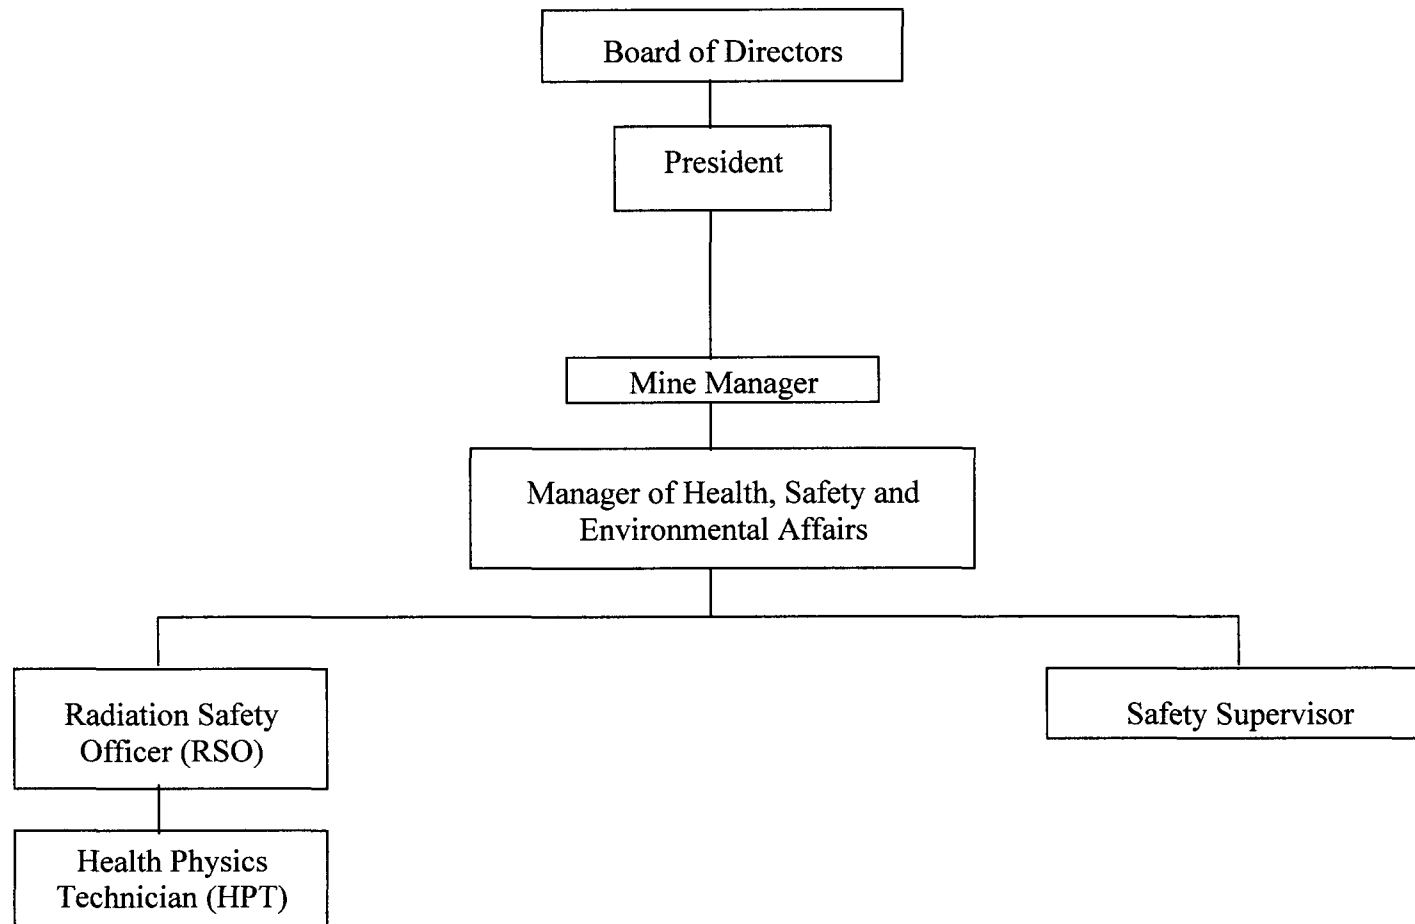 Board of Directors
President
Mine Manager
Manager of Health, Safety and
Environmental Affairs
Radiation Safety
Officer (RSO)
Safety Supervisor
Health Physics
Technician (HPT)